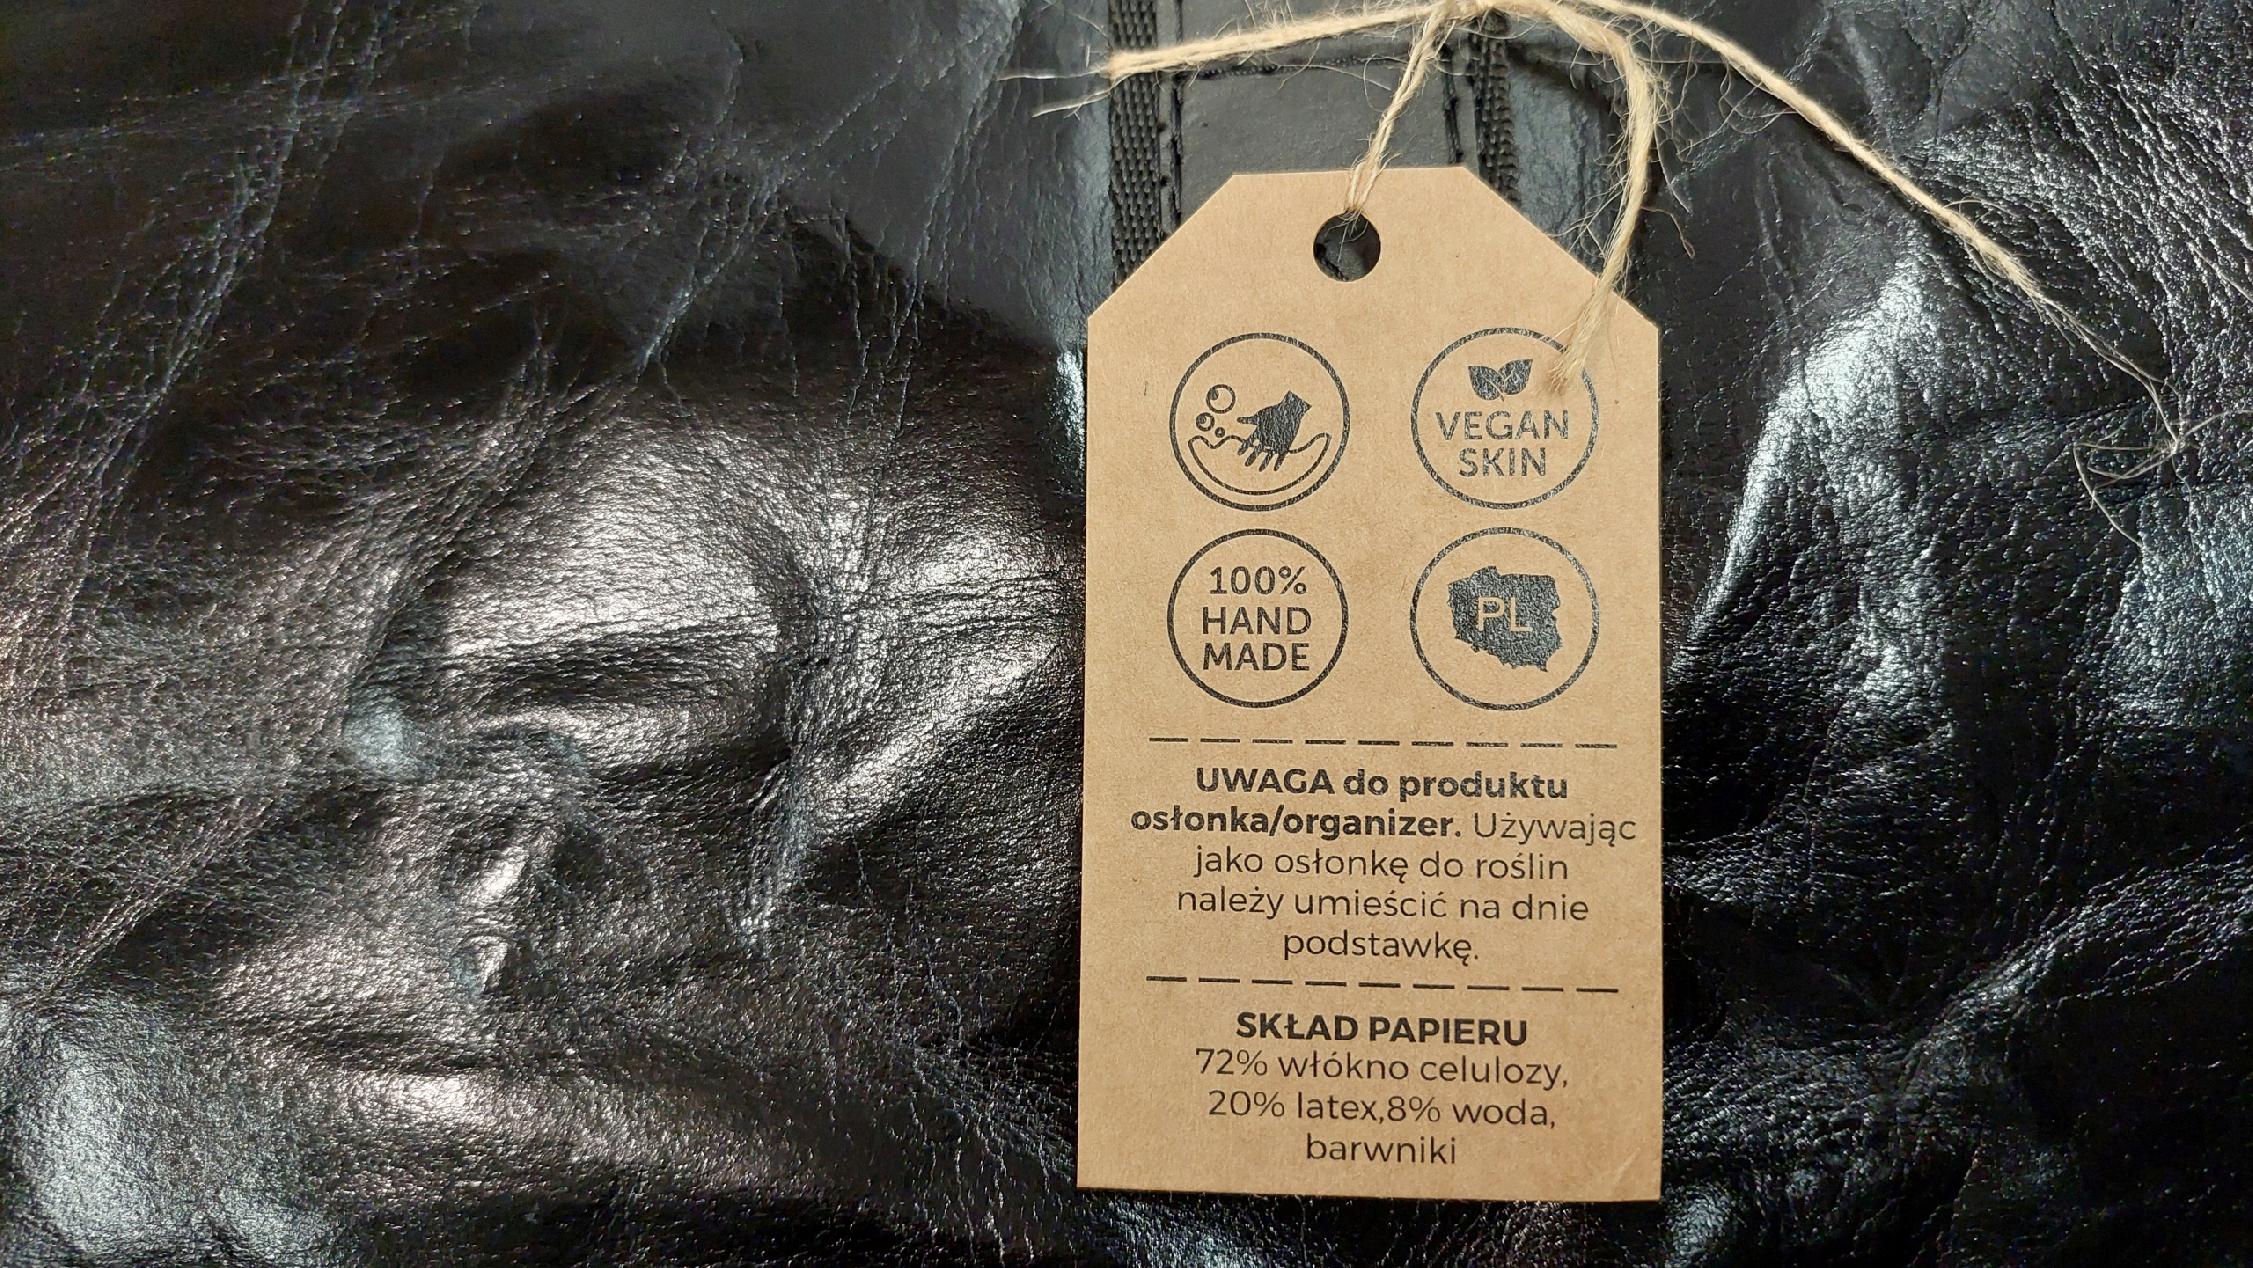 VEGAN
SKIN
100%
HAND
MADE
PL
UWAGA do produktu
osłonka/organizer. Używając
jako osłonkę do roślin
należy umieścić na dnie
podstawkę.
SKŁAD PAPIERU
72% włókno celulozy,
20% latex,8% woda,
barwniki